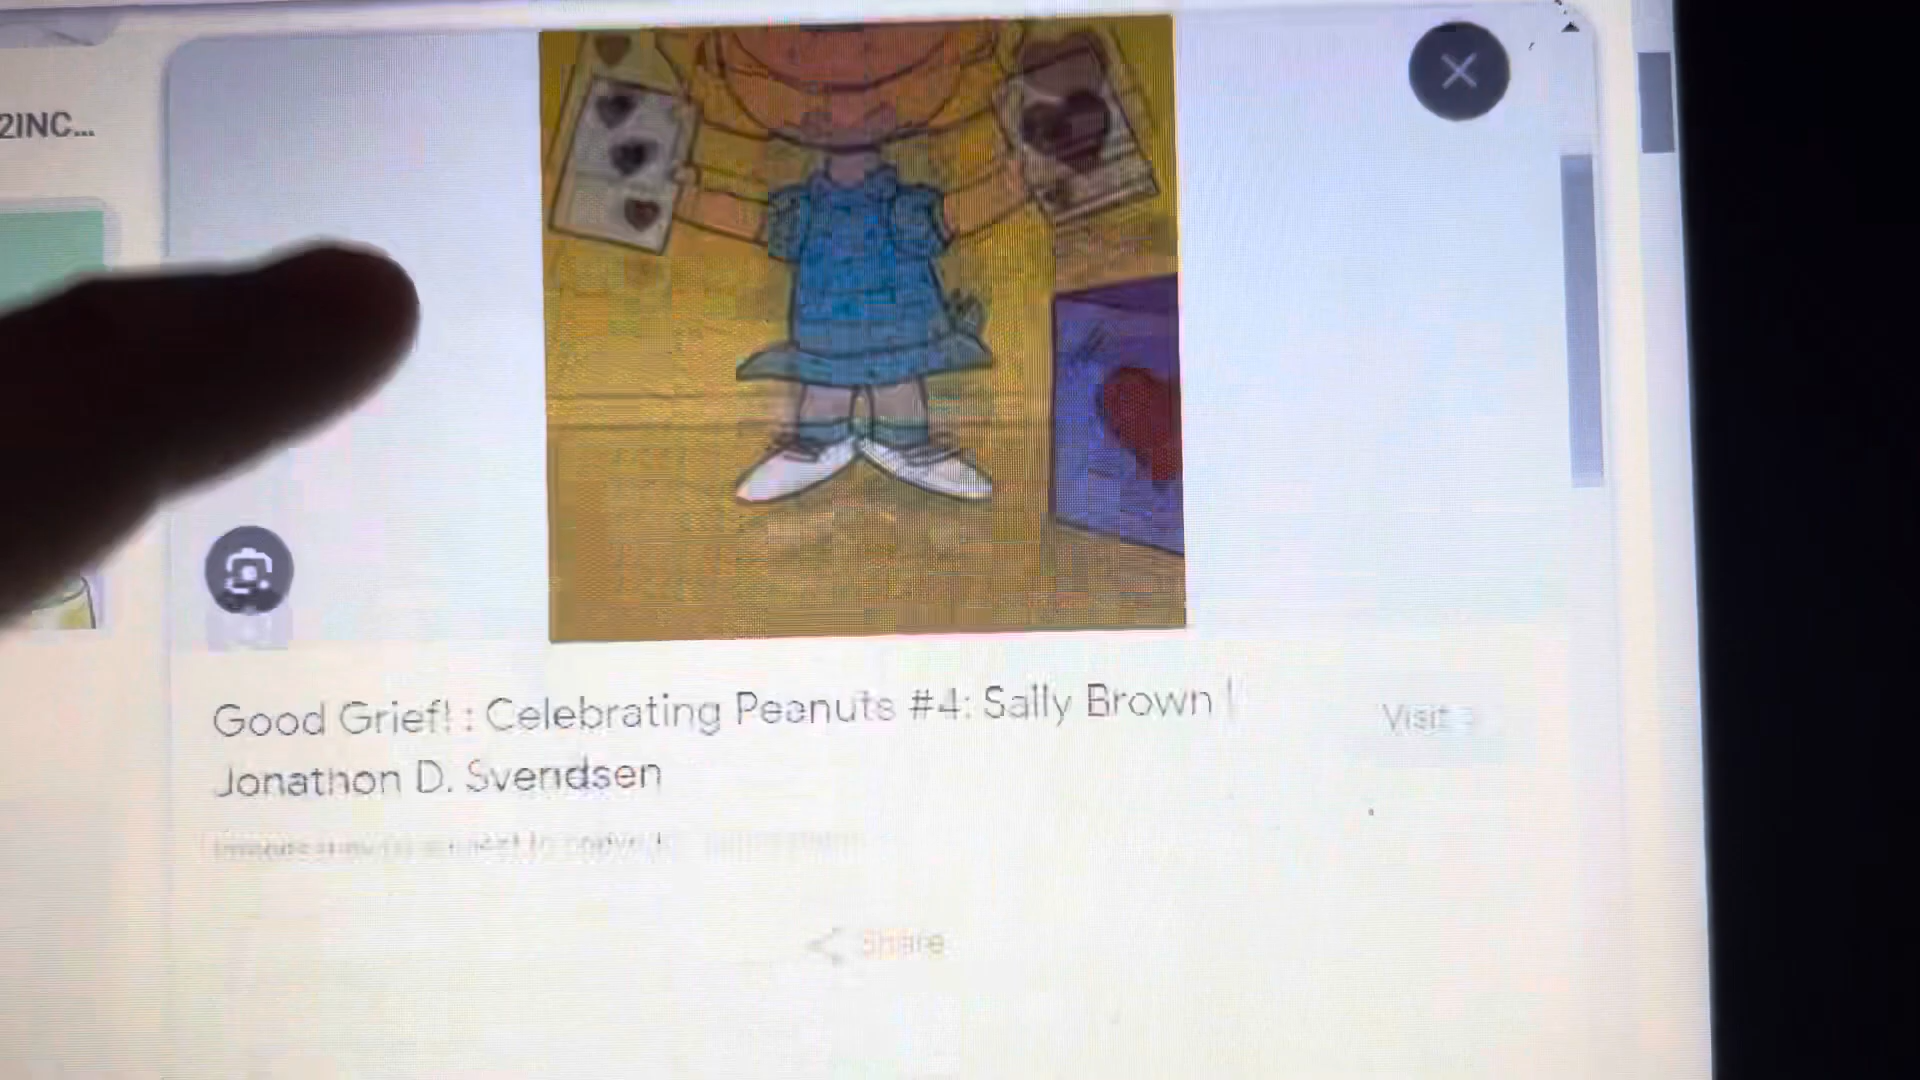 2INC...
Good Grief! : Celebrating Peanuts #4: Sally Brown |
Jonathon D. Svendsen
Visit
Share